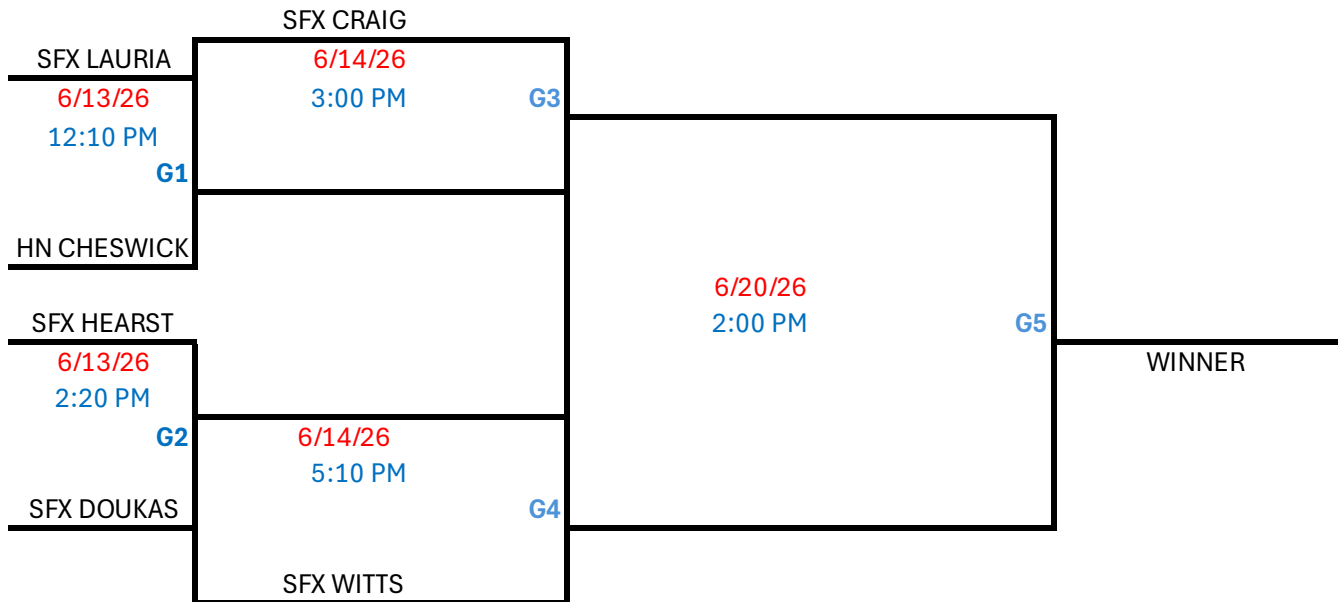 SFX CRAIG
SFX LAURIA
6/14/26
6/13/26
3:00 PM
G3
12:10 PM
G1
HN CHESWICK
6/20/26
SFX HEARST
2:00 PM
G5
6/13/26
WINNER
2:20 PM
G2
6/14/26
5:10 PM
SFX DOUKAS
G4
SFX WITTS